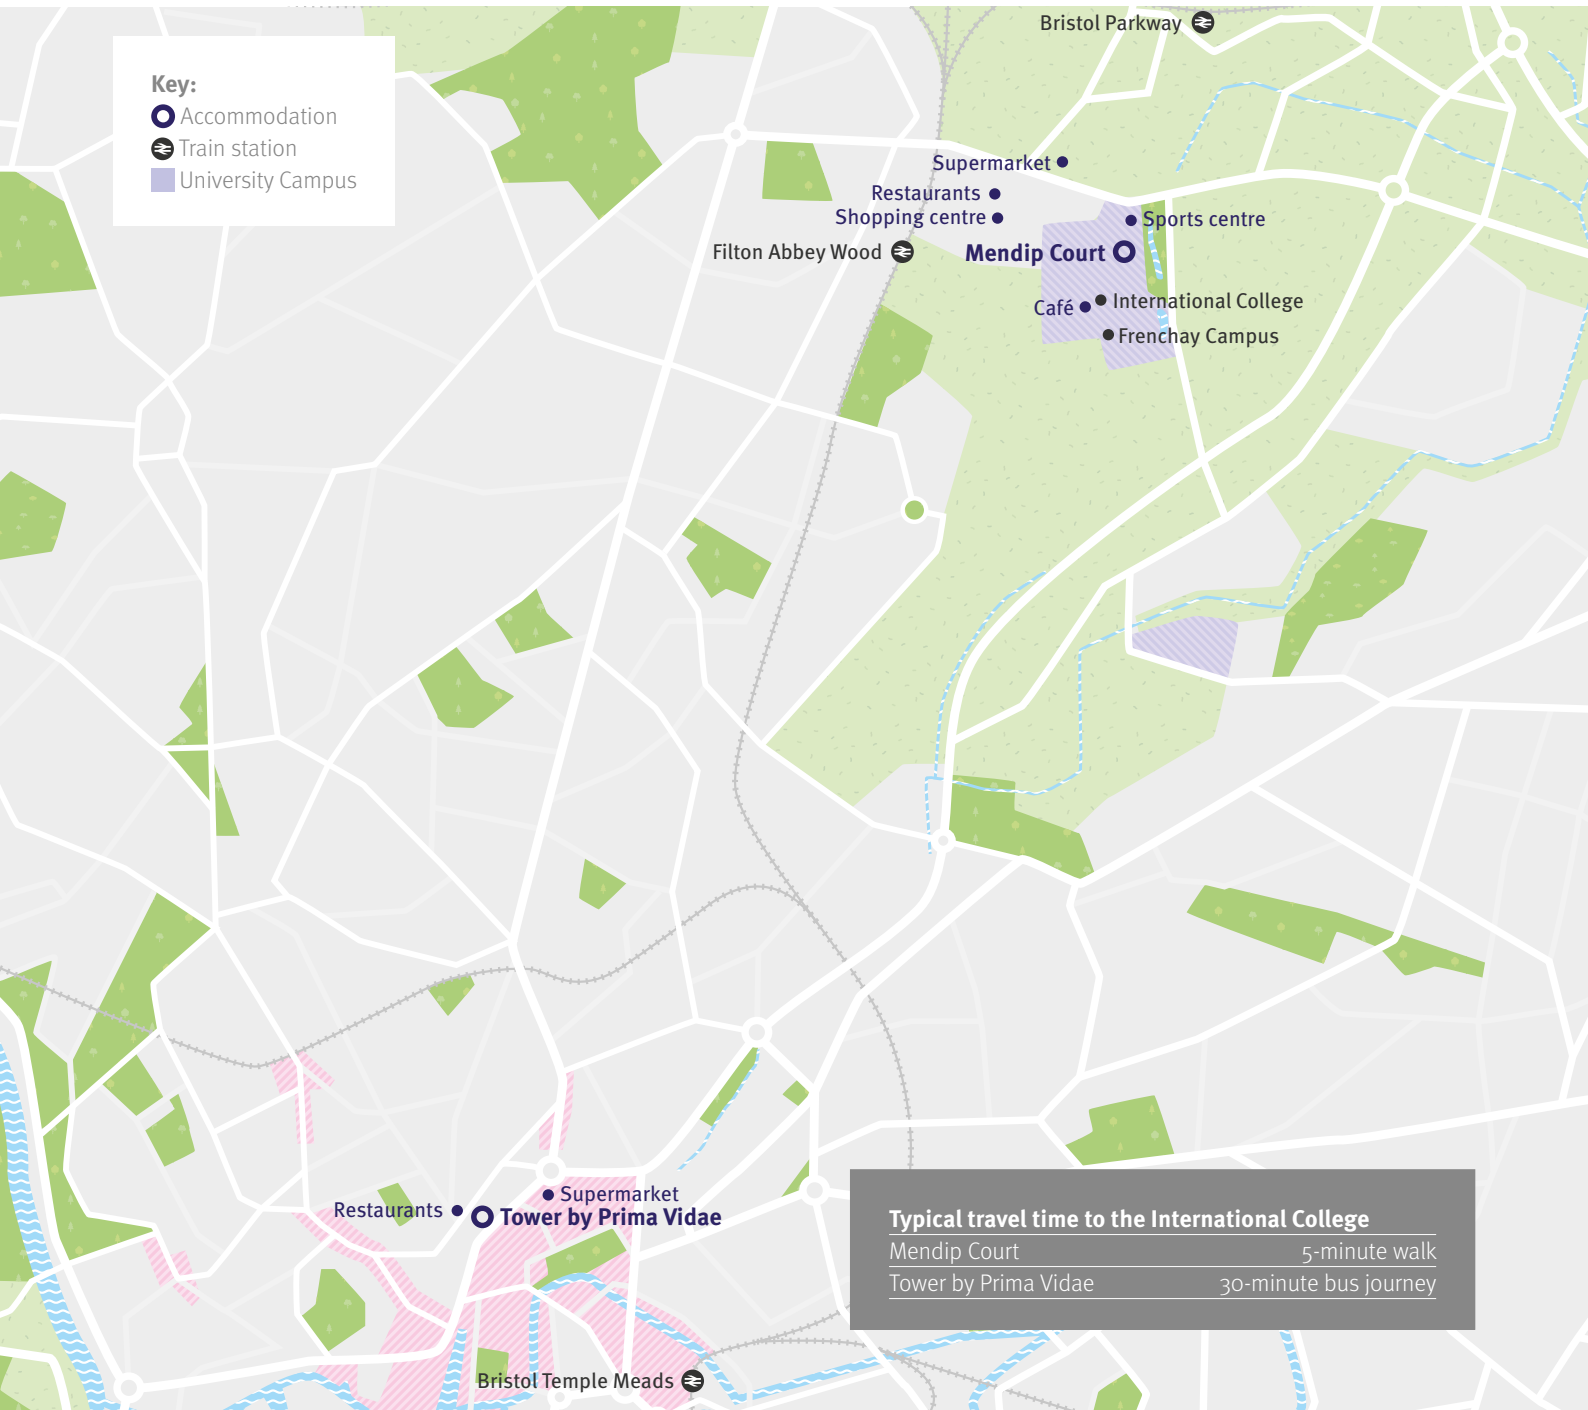 Bristol Parkway
Key:
Accommodation
Train station
University Campus
Supermarket
Restaurants
Shopping centre
Sports centre
Filton Abbey Wood
Mendip Court
International College
Café
Frenchay Campus
Supermarket
Restaurants
Tower by Prima Vidae
Typical travel time to the International College
Mendip Court 5-minute walk
Tower by Prima Vidae 30-minute bus journey
Bristol Temple Meads